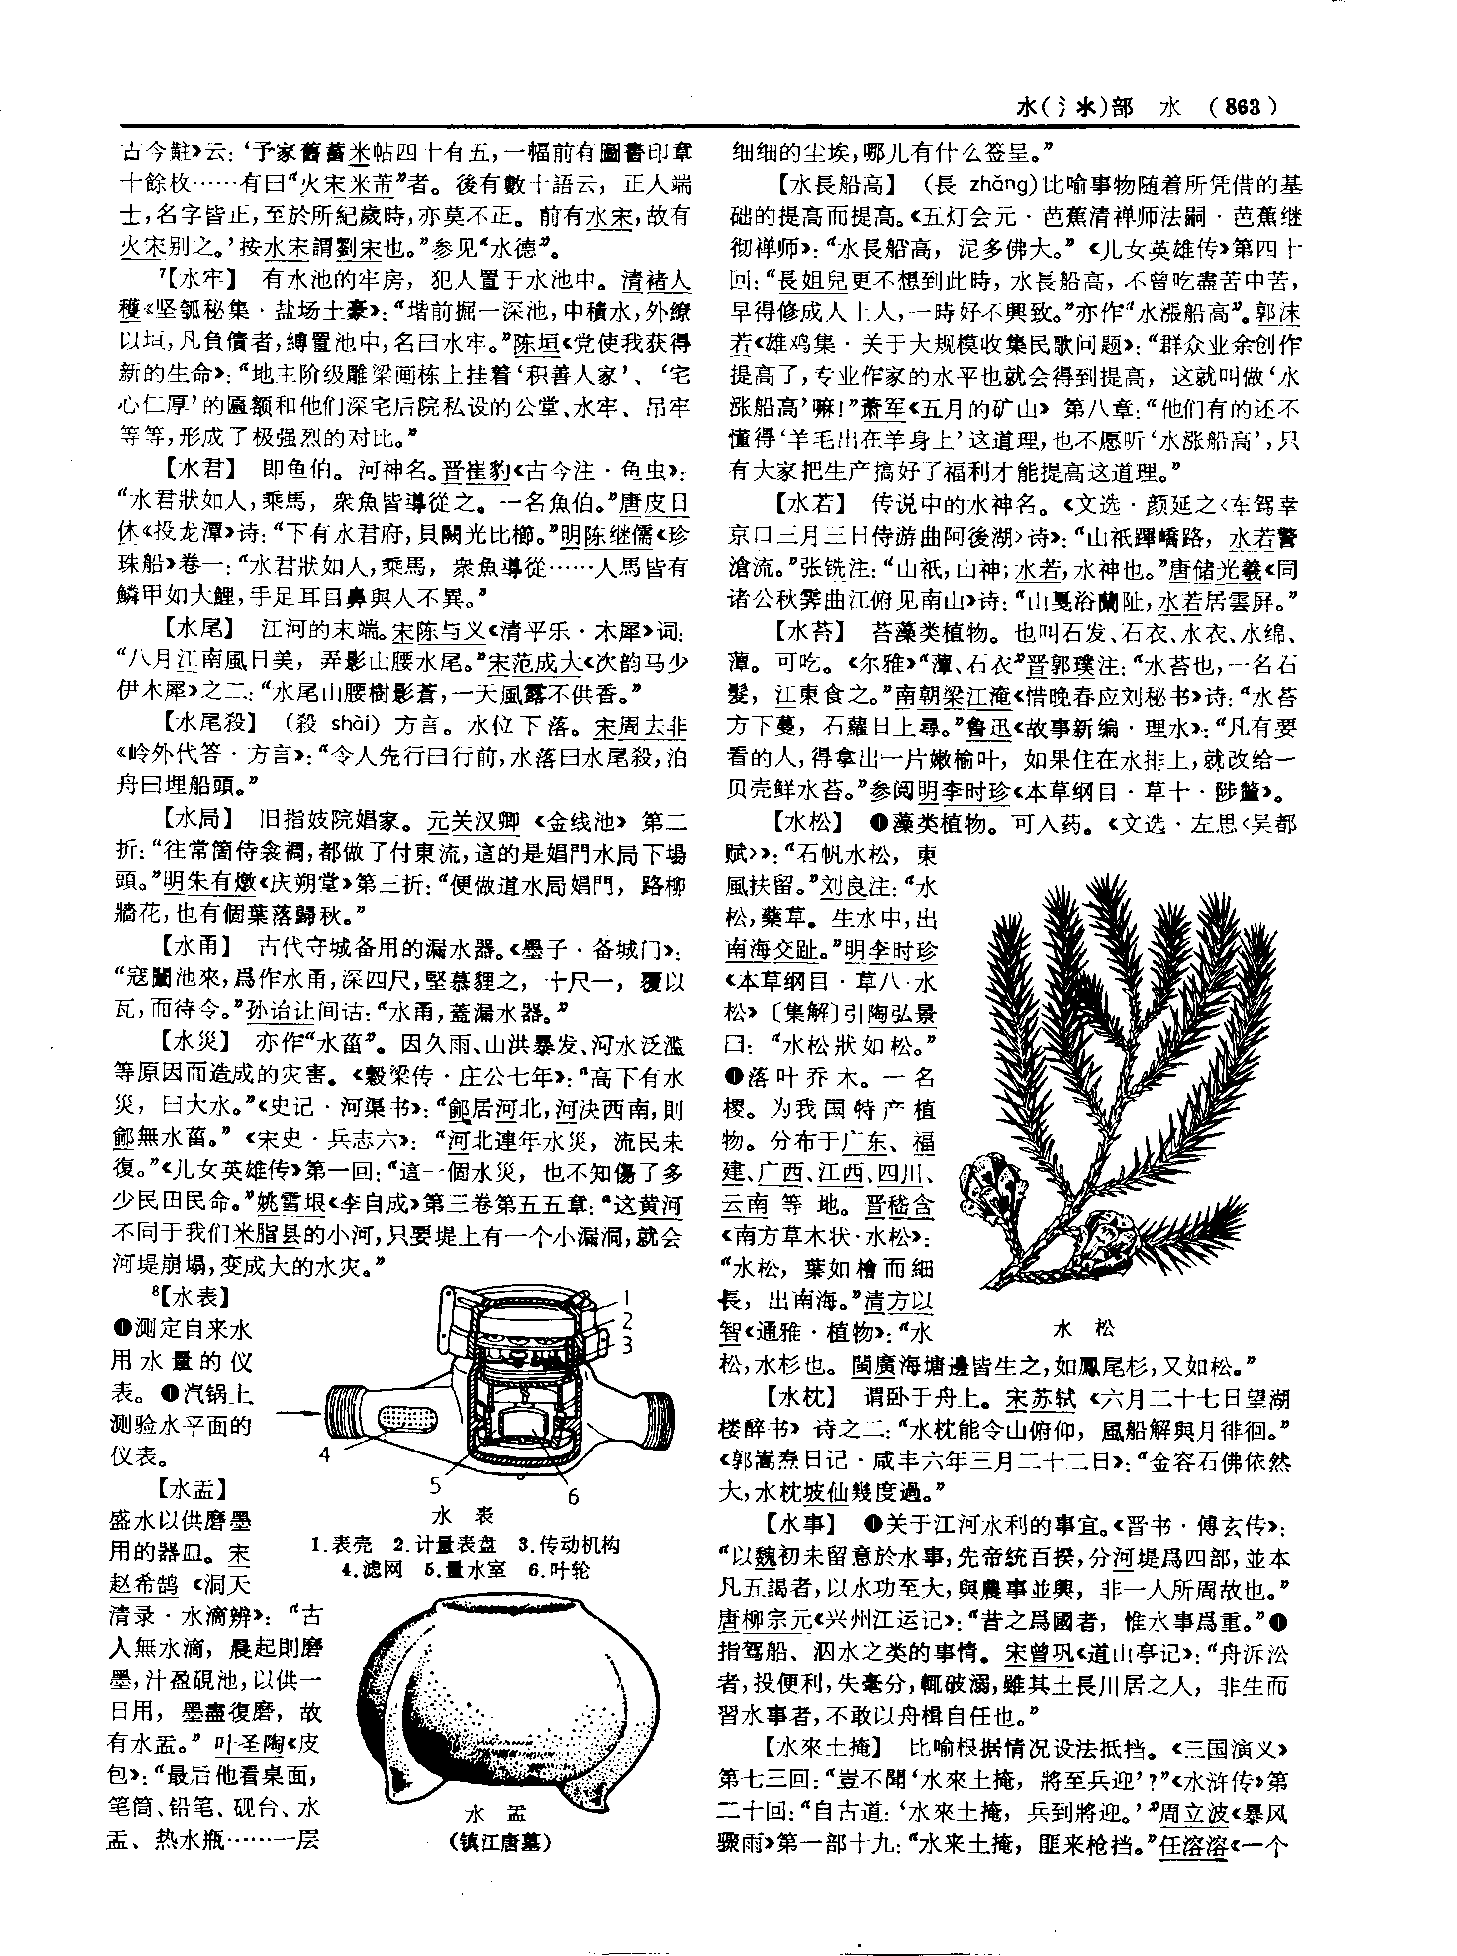 水(氵氺)部 水 (863)
古今黈》云：‘予家舊蓄米帖四十有五，一幅前有圖書印章
十餘枚……有曰“火宋米芾”者。後有數十語云，正人端
士，名字皆正，至於所紀歲時，亦莫不正。前有水宋，故有
火宋别之。’按水宋謂劉宋也。”参见“水德”。
7【水牢】 有水池的牢房，犯人置于水池中。清褚人
穫《坚瓠秘集·盐场土豪》：“堦前掘一深池，中積水，外繚
以垣，凡負債者，縛置池中，名曰水牢。”陈垣《党使我获得
新的生命》：“地主阶级雕梁画栋上挂着‘积善人家’、‘宅
心仁厚’的匾额和他们深宅后院私设的公堂、水牢、吊牢
等等，形成了极强烈的对比。”
【水君】 即鱼伯。河神名。晋崔豹《古今注·鱼虫》：
“水君狀如人，乘馬，衆魚皆導從之。一名魚伯。”唐皮日
休《投龙潭》诗：“下有水君府，貝闕光比櫛。”明陈继儒《珍
珠船》卷一：“水君狀如人，乘馬，衆魚導從……人馬皆有
鱗甲如大鯉，手足耳目鼻與人不異。”
【水尾】 江河的末端。宋陈与义《清平乐·木犀》词：
“八月江南風日美，弄影山腰水尾。”宋范成大《次韵马少
伊木犀》之二：“水尾山腰樹影蒼，一天風露不供香。”
【水尾殺】 (殺 shài) 方言。水位下落。宋周去非
《岭外代答·方言》：“令人先行曰行前，水落曰水尾殺，泊
舟曰埋船頭。”
【水局】 旧指妓院娼家。元关汉卿《金线池》第二
折：“往常箇侍衾裯，都做了付東流，這的是娼門水局下場
頭。”明朱有燉《庆朔堂》第三折：“便做道水局娼門，路柳
牆花，也有個葉落歸秋。”
【水甬】 古代守城备用的漏水器。《墨子·备城门》：
“寇闉池來，爲作水甬，深四尺，堅慕貍之，十尺一，覆以
瓦，而待令。”孙诒让间诂：“水甬，蓋漏水器。”
【水災】 亦作“水菑”。因久雨、山洪暴发、河水泛滥
等原因而造成的灾害。《穀梁传·庄公七年》：“高下有水
災，曰大水。”《史记·河渠书》：“鄃居河北，河决西南，則
鄃無水菑。”《宋史·兵志六》：“河北連年水災，流民未
復。”《儿女英雄传》第一回：“這一個水災，也不知傷了多
少民田民命。”姚雪垠《李自成》第三卷第五五章：“这黄河
不同于我们米脂县的小河，只要堤上有一个小漏洞，就会
河堤崩塌，变成大的水灾。”
8【水表】
❶测定自来水
用水量的仪
表。❶汽锅上
测验水平面的
仪表。
1
2
3
4
5
6
水 表
1.表壳 2.计量表盘 3.传动机构
4.滤网 5.量水室 6.叶轮
【水盂】
盛水以供磨墨
用的器皿。宋
赵希鹄《洞天
清录·水滴辨》：“古
人無水滴，晨起則磨
墨，汁盈硯池，以供一
日用，墨盡復磨，故
有水盂。”叶圣陶《皮
包》：“最后他看桌面，
笔筒、铅笔、砚台、水
盂、热水瓶……一层
水 盂
(镇江唐墓)
细细的尘埃，哪儿有什么签呈。”
【水長船高】 (長 zhǎng)比喻事物随着所凭借的基
础的提高而提高。《五灯会元·芭蕉清禅师法嗣·芭蕉继
彻禅师》：“水長船高，泥多佛大。”《儿女英雄传》第四十
回：“長姐兒更不想到此時，水長船高，不曾吃盡苦中苦，
早得修成人上人，一時好不興致。”亦作“水漲船高”。郭沫
若《雄鸡集·关于大规模收集民歌问题》：“群众业余创作
提高了，专业作家的水平也就会得到提高，这就叫做‘水
涨船高’嘛！”萧军《五月的矿山》第八章：“他们有的还不
懂得‘羊毛出在羊身上’这道理，也不愿听‘水涨船高’，只
有大家把生产搞好了福利才能提高这道理。”
【水若】 传说中的水神名。《文选·颜延之〈车驾幸
京口三月三日侍游曲阿後湖〉诗》：“山祇蹕嶠路，水若警
滄流。”张铣注：“山祇，山神；水若，水神也。”唐储光羲《同
诸公秋霁曲江俯见南山》诗：“山戛浴蘭阯，水若居雲屏。”
【水苔】 苔藻类植物。也叫石发、石衣、水衣、水绵、
藫。可吃。《尔雅》“藫、石衣”晋郭璞注：“水苔也，一名石
髮，江東食之。”南朝梁江淹《惜晚春应刘秘书》诗：“水苔
方下蔓，石蘿日上尋。”鲁迅《故事新编·理水》：“凡有要
看的人，得拿出一片嫩榆叶，如果住在水排上，就改给一
贝壳鲜水苔。”参阅明李时珍《本草纲目·草十·陟釐》。
【水松】 ❶藻类植物。可入药。《文选·左思〈吴都
赋〉》：“石帆水松，東
風扶留。”刘良注：“水
松，藥草。生水中，出
南海交趾。”明李时珍
《本草纲目·草八·水
松》〔集解〕引陶弘景
曰：“水松狀如松。”
❶落叶乔木。一名
稷。为我国特产植
物。分布于广东、福
建、广西、江西、四川、
云南等地。晋嵇含
《南方草木状·水松》：
“水松，葉如檜而細
長，出南海。”清方以
智《通雅·植物》：“水
松，水杉也。閩廣海塘邊皆生之，如鳳尾杉，又如松。”
水 松
【水枕】 谓卧于舟上。宋苏轼《六月二十七日望湖
楼醉书》诗之二：“水枕能令山俯仰，風船解與月徘徊。”
《郭嵩焘日记·咸丰六年三月二十二日》：“金容石佛依然
大，水枕坡仙幾度過。”
【水事】 ❶关于江河水利的事宜。《晋书·傅玄传》：
“以魏初未留意於水事，先帝統百揆，分河堤爲四部，並本
凡五謁者，以水功至大，與農事並興，非一人所周故也。”
唐柳宗元《兴州江运记》：“昔之爲國者，惟水事爲重。”❶
指驾船、泅水之类的事情。宋曾巩《道山亭记》：“舟泝沿
者，投便利，失毫分，輒破溺，雖其土長川居之人，非生而
習水事者，不敢以舟楫自任也。”
【水來土掩】 比喻根据情况设法抵挡。《三国演义》
第七三回：“豈不聞‘水來土掩，將至兵迎’？”《水浒传》第
二十回：“自古道：‘水來土掩，兵到將迎。’”周立波《暴风
骤雨》第一部十九：“水来土掩，匪来枪挡。”任溶溶《一个